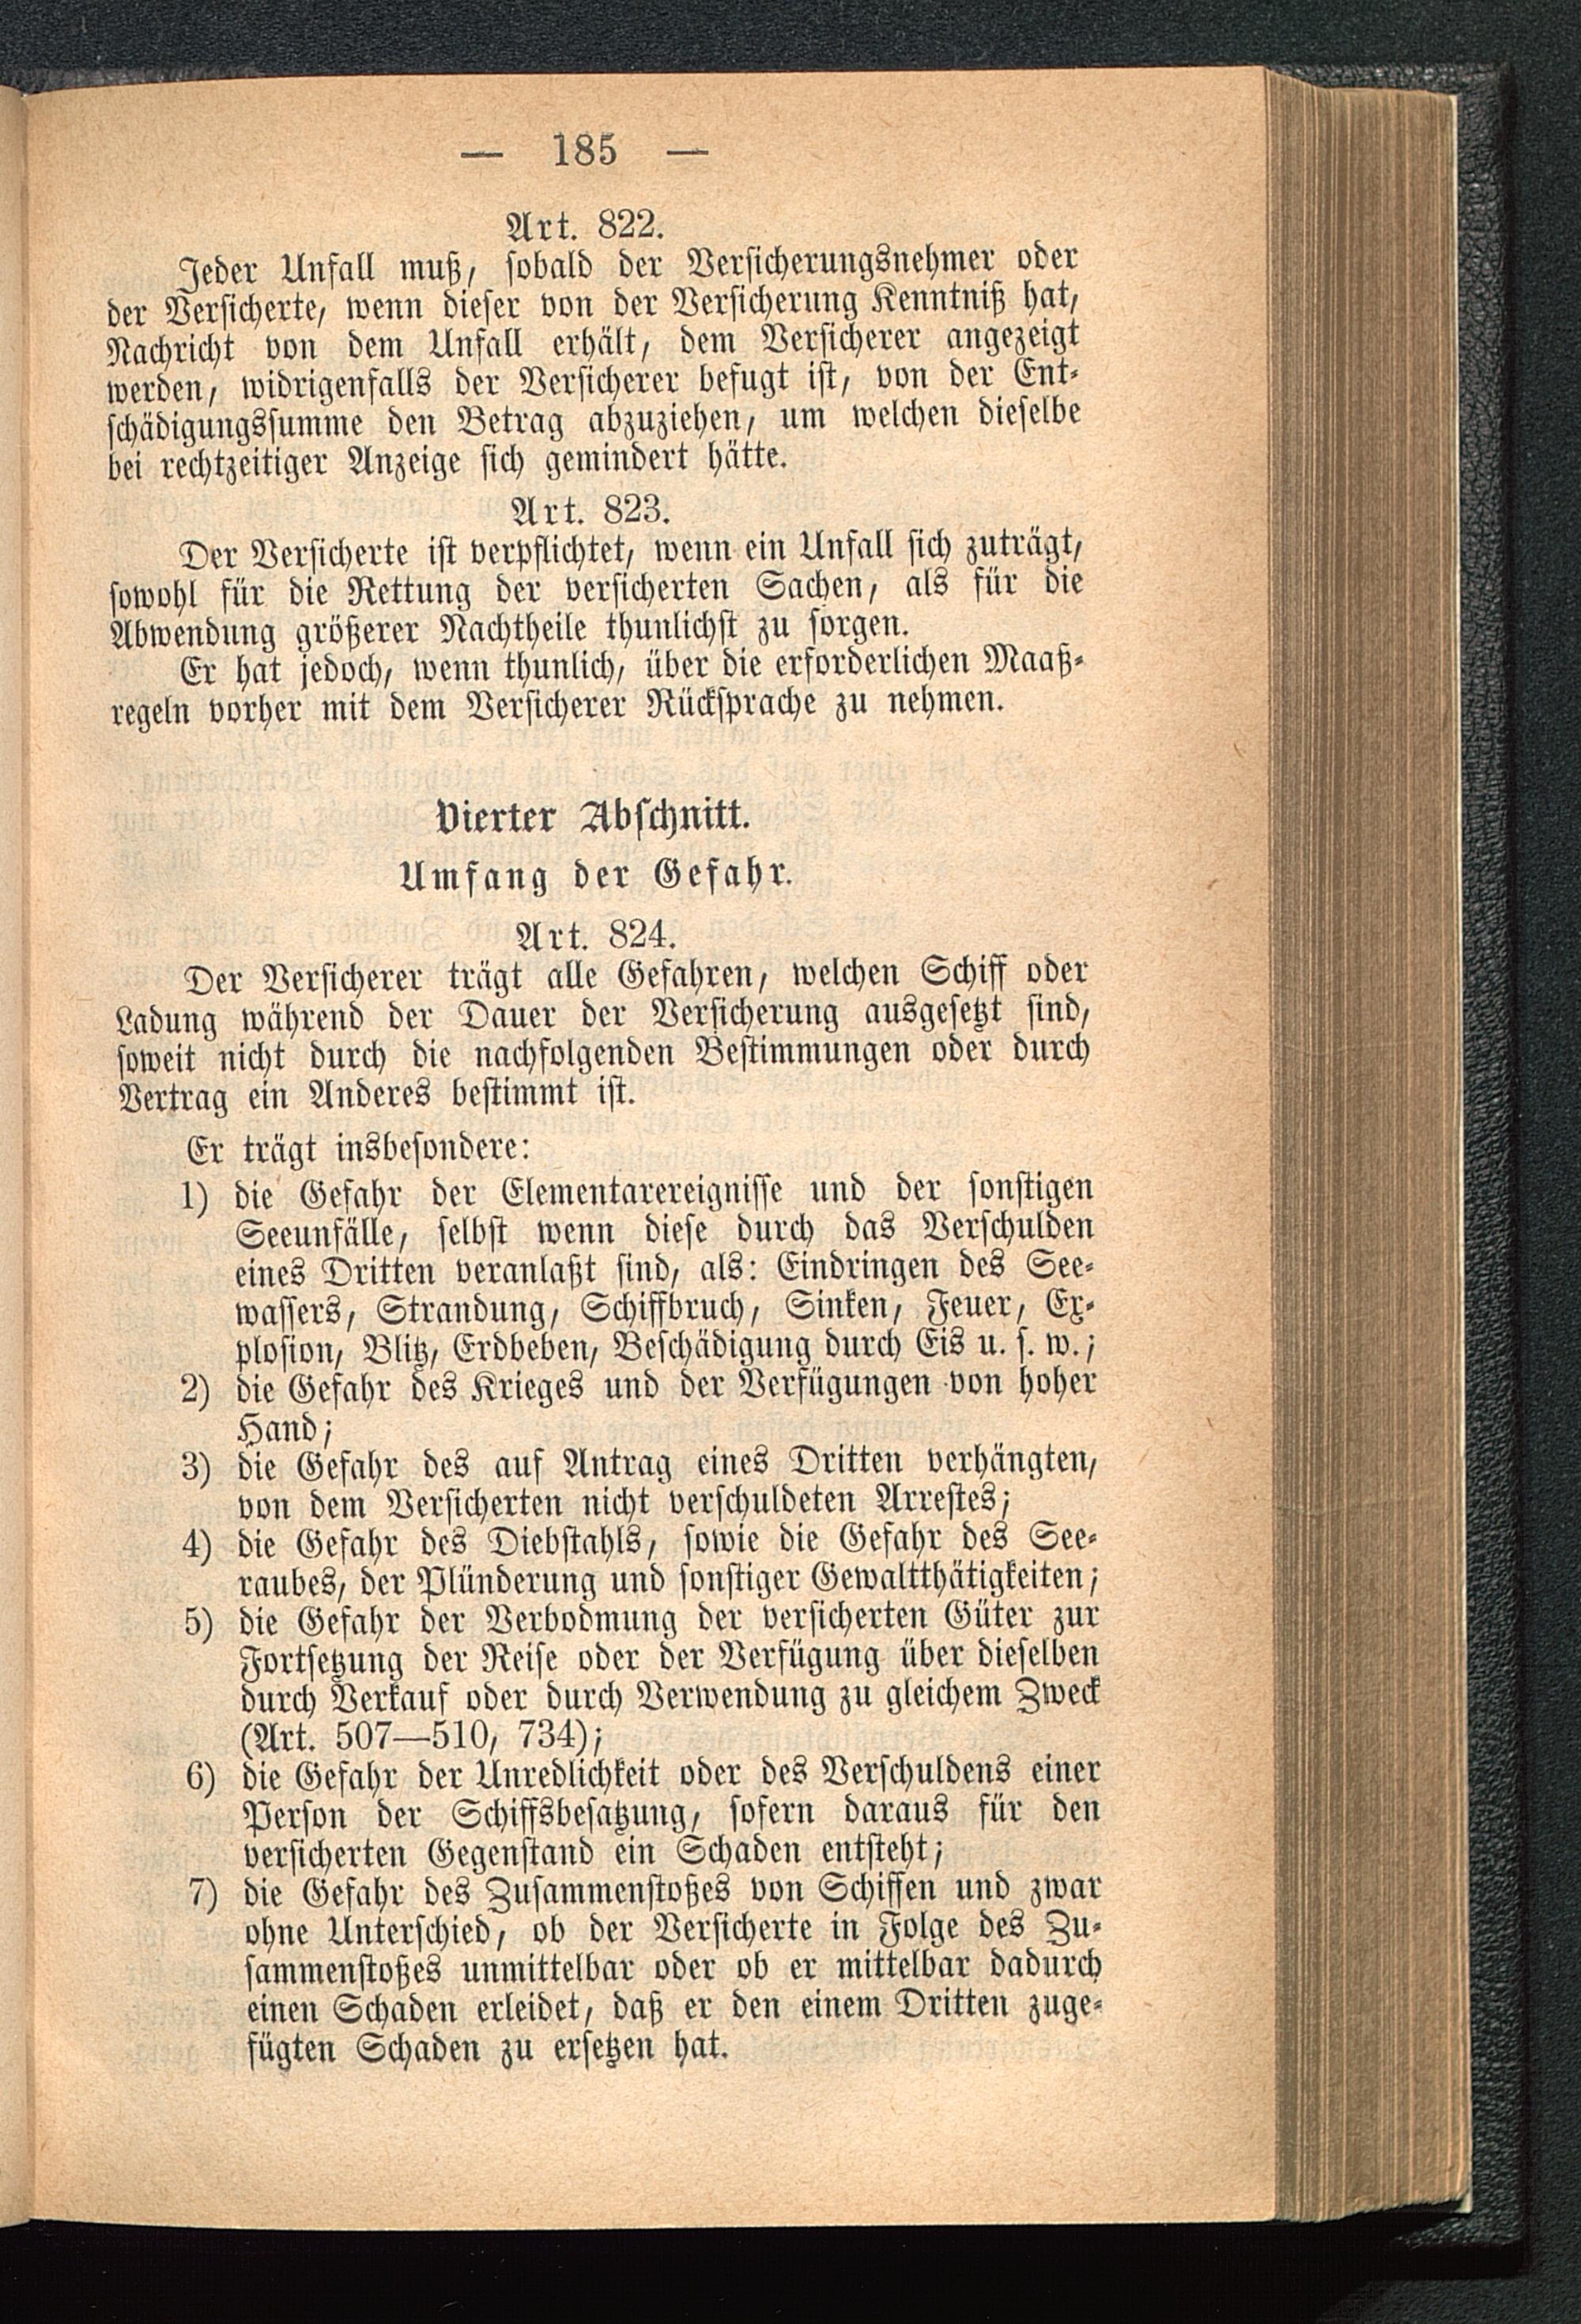 — 185 —
Art. 822.
Jeder Unfall muß, sobald der Versicherungsnehmer oder
der Versicherte, wenn dieser von der Versicherung Kenntniß hat,
Nachricht von dem Unfall erhält, dem Versicherer angezeigt
werden, widrigenfalls der Versicherer befugt ist, von der Ent-
schädigungssumme den Betrag abzuziehen, um welchen dieselbe
bei rechtzeitiger Anzeige sich gemindert hätte.
Art. 823.
Der Versicherte ist verpflichtet, wenn ein Unfall sich zuträgt,
sowohl für die Rettung der versicherten Sachen, als für die
Abwendung größerer Nachtheile thunlichst zu sorgen.
Er hat jedoch, wenn thunlich, über die erforderlichen Maaß-
regeln vorher mit dem Versicherer Rücksprache zu nehmen.
Vierter Abschnitt.
Umfang der Gefahr.
Art. 824.
Der Versicherer trägt alle Gefahren, welchen Schiff oder
Ladung während der Dauer der Versicherung ausgesetzt sind,
soweit nicht durch die nachfolgenden Bestimmungen oder durch
Vertrag ein Anderes bestimmt ist.
Er trägt insbesondere:
1) die Gefahr der Elementarereignisse und der sonstigen
Seeunfälle, selbst wenn diese durch das Verschulden
eines Dritten veranlaßt sind, als: Eindringen des See-
wassers, Strandung, Schiffbruch, Sinken, Feuer, Ex-
plosion, Blitz, Erdbeben, Beschädigung durch Eis u. s. w.;
2) die Gefahr des Krieges und der Verfügungen von hoher
Hand;
3) die Gefahr des auf Antrag eines Dritten verhängten,
von dem Versicherten nicht verschuldeten Arrestes;
4) die Gefahr des Diebstahls, sowie die Gefahr des See-
raubes, der Plünderung und sonstiger Gewaltthätigkeiten;
5) die Gefahr der Verbodmung der versicherten Güter zur
Fortsetzung der Reise oder der Verfügung über dieselben
durch Verkauf oder durch Verwendung zu gleichem Zweck
(Art. 507—510, 734);
6) die Gefahr der Unredlichkeit oder des Verschuldens einer
Person der Schiffsbesatzung, sofern daraus für den
versicherten Gegenstand ein Schaden entsteht;
7) die Gefahr des Zusammenstoßes von Schiffen und zwar
ohne Unterschied, ob der Versicherte in Folge des Zu-
sammenstoßes unmittelbar oder ob er mittelbar dadurch
einen Schaden erleidet, daß er den einem Dritten zuge-
fügten Schaden zu ersetzen hat.